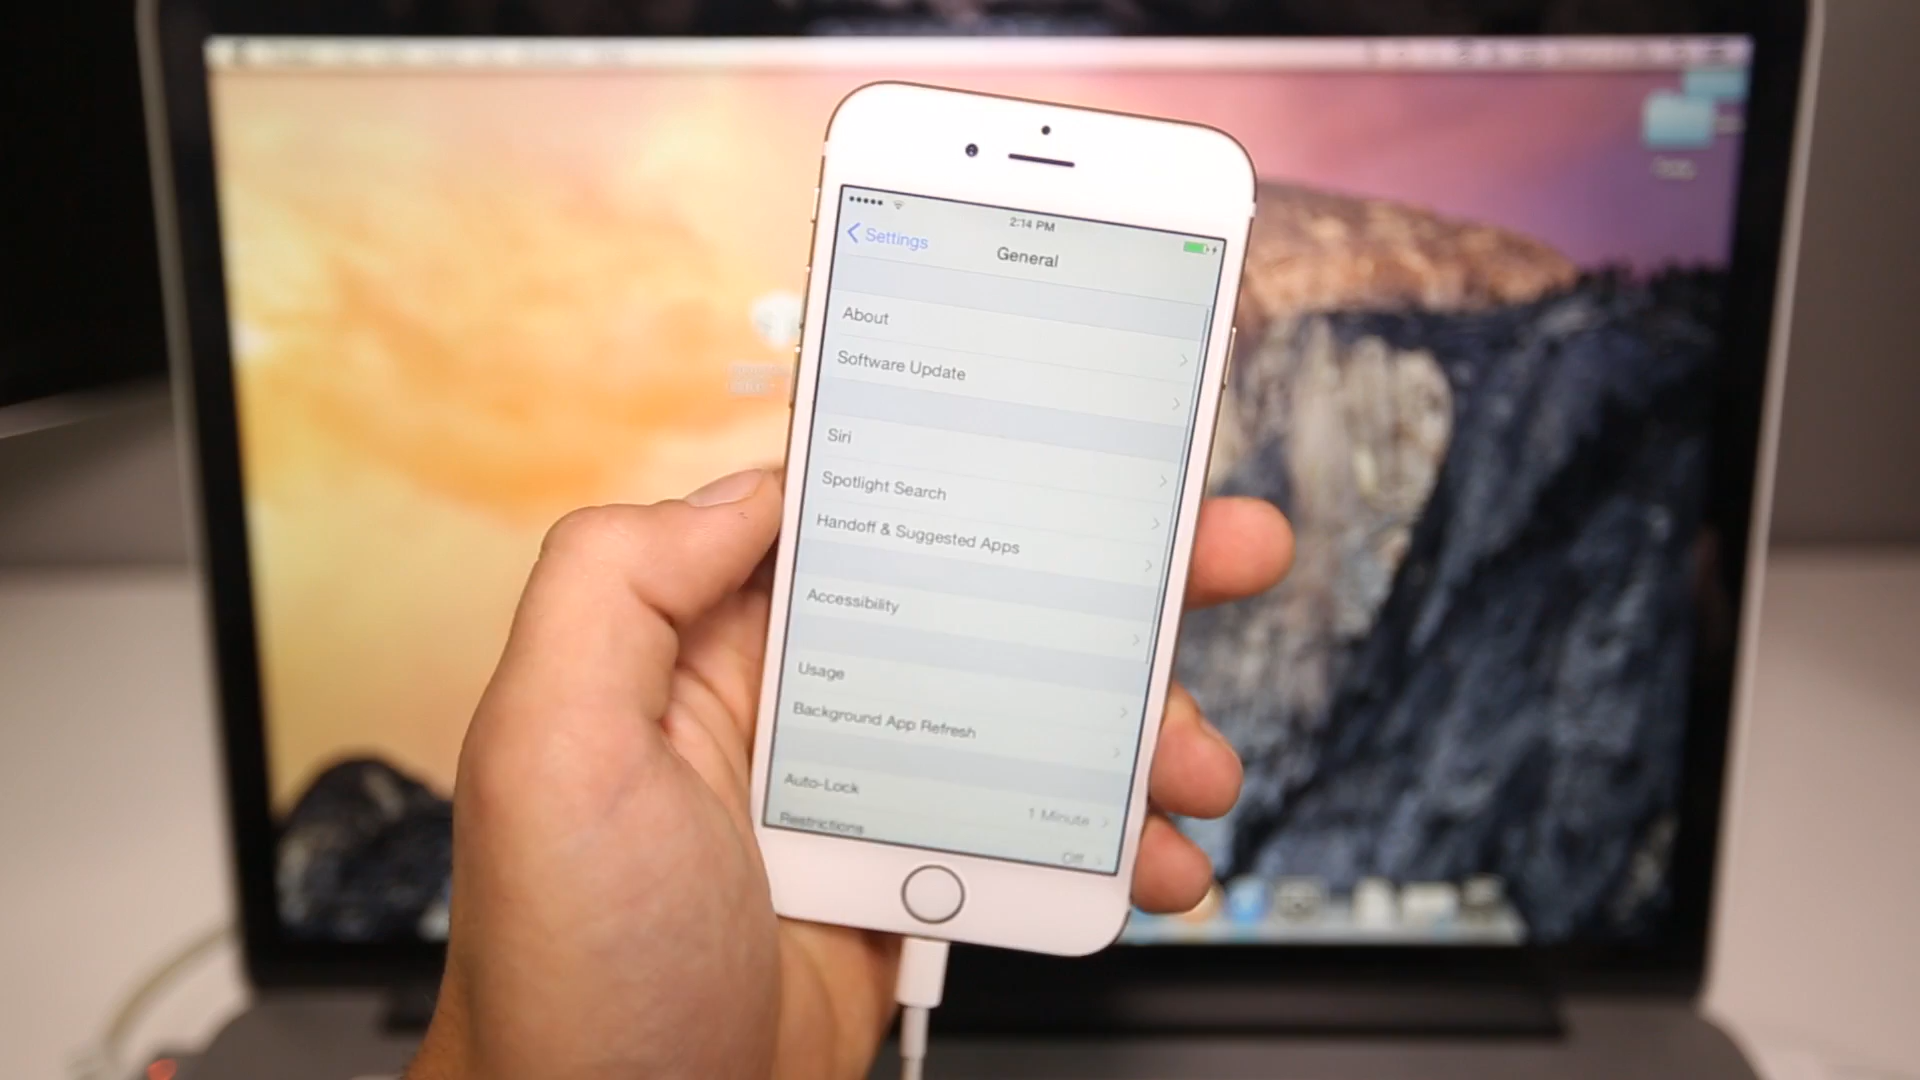 2:14 PM
Settings
General
About
Software Update
Siri
Spotlight Search
Handoff & Suggested Apps
Accessibility
Usage
Background App Refresh
Auto-Lock
1 Minute
Restrictions
Off